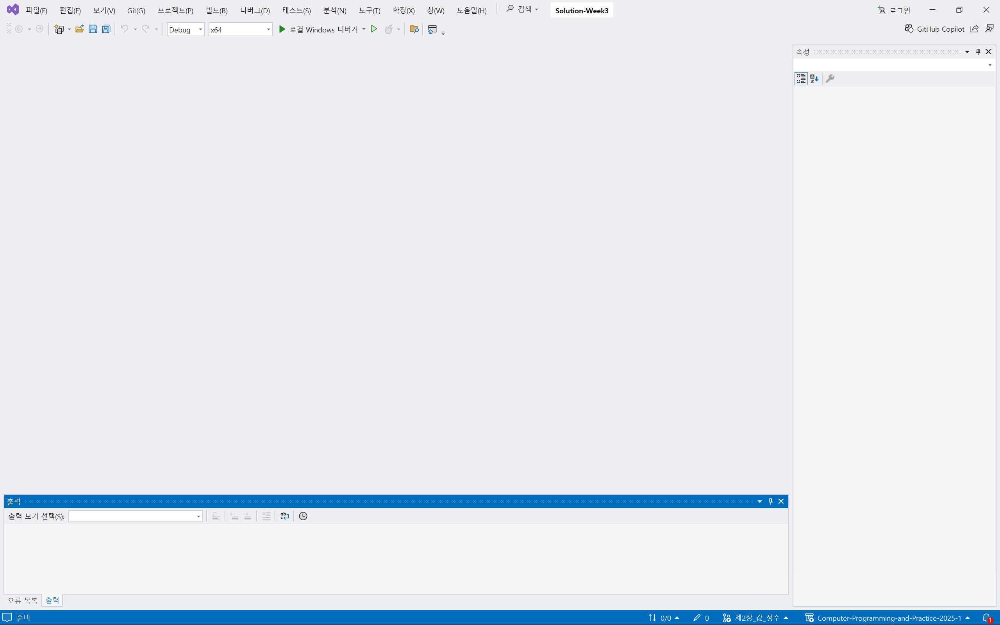 파일(F) 편집(E) 보기(V) Git(G) 프로젝트(P) 빌드(B) 디버그(D) 테스트(S) 분석(N) 도구(T) 확장(X) 창(W) 도움말(H) 검색 Solution-Week3 로그인
Debug x64 로컬 Windows 디버거 GitHub Copilot
속성
출력
출력 보기 선택(S):
오류 목록 출력
준비 0/0 0 제2장_값_정수 Computer-Programming-and-Practice-2025-1 1